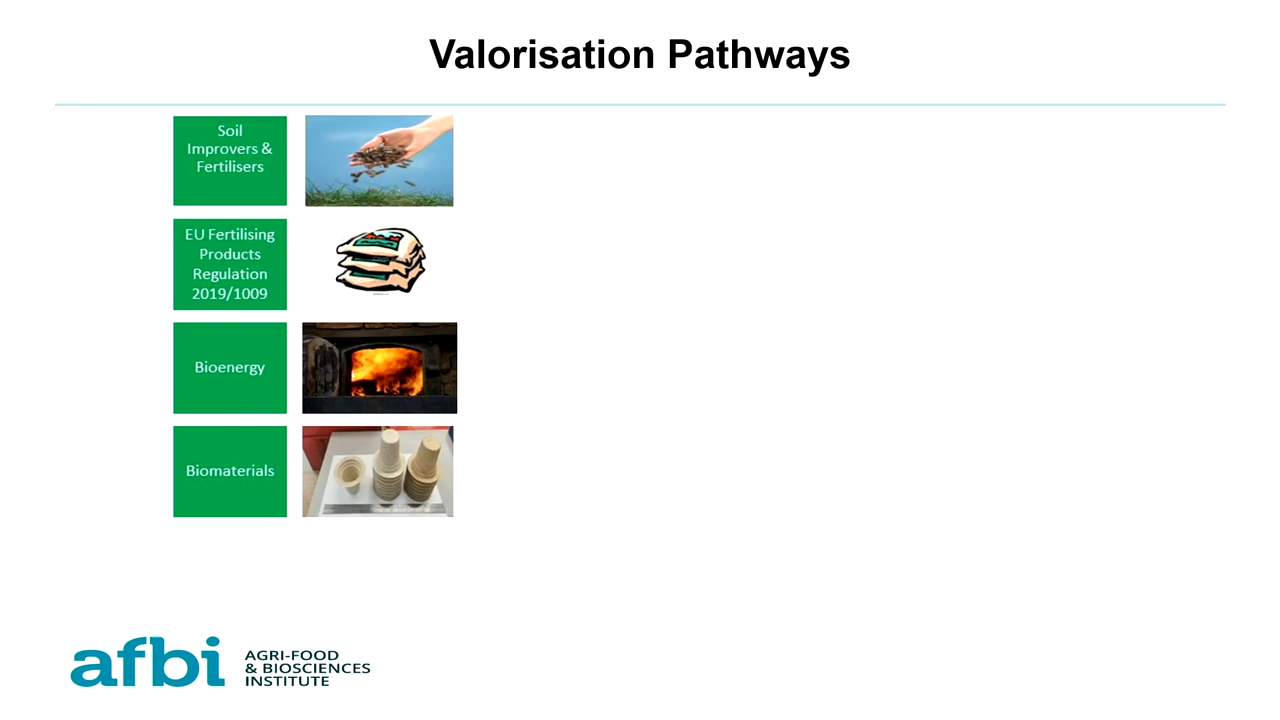 Valorisation Pathways
Soil
Improvers &
Fertilisers
EU Fertilising
Products
Regulation
2019/1009
Bioenergy
Biomaterials
afbi
AGRI-FOOD
& BIOSCIENCES
INSTITUTE